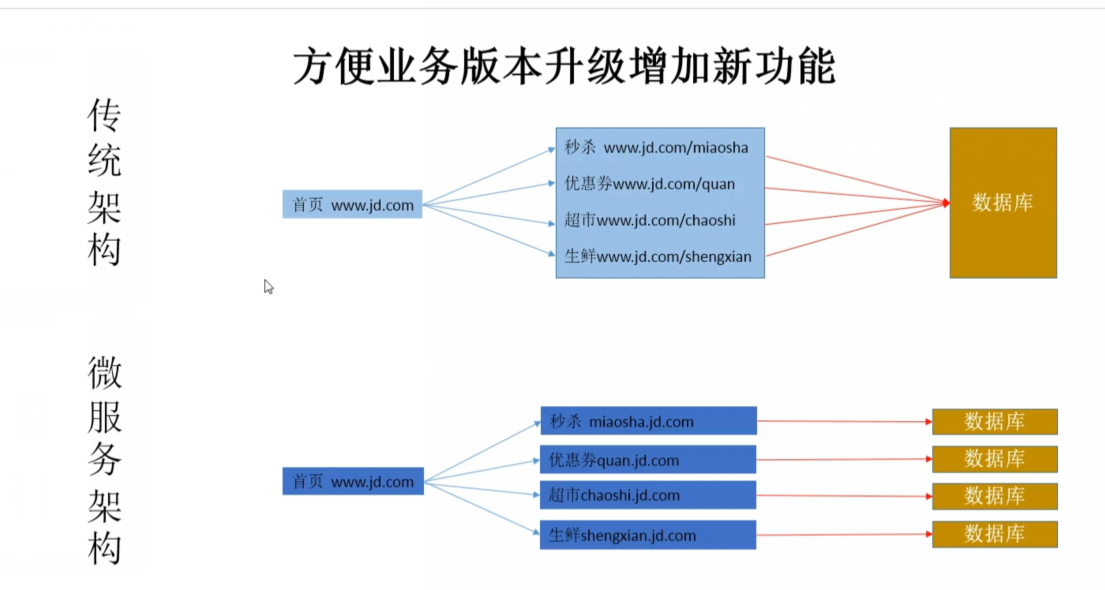 方便业务版本升级增加新功能
传统架构
首页 www.jd.com
秒杀 www.jd.com/miaosha
优惠券www.jd.com/quan
超市www.jd.com/chaoshi
生鲜www.jd.com/shengxian
数据库
微服务架构
首页 www.jd.com
秒杀 miaosha.jd.com
数据库
优惠券quan.jd.com
数据库
超市chaoshi.jd.com
数据库
生鲜shengxian.jd.com
数据库